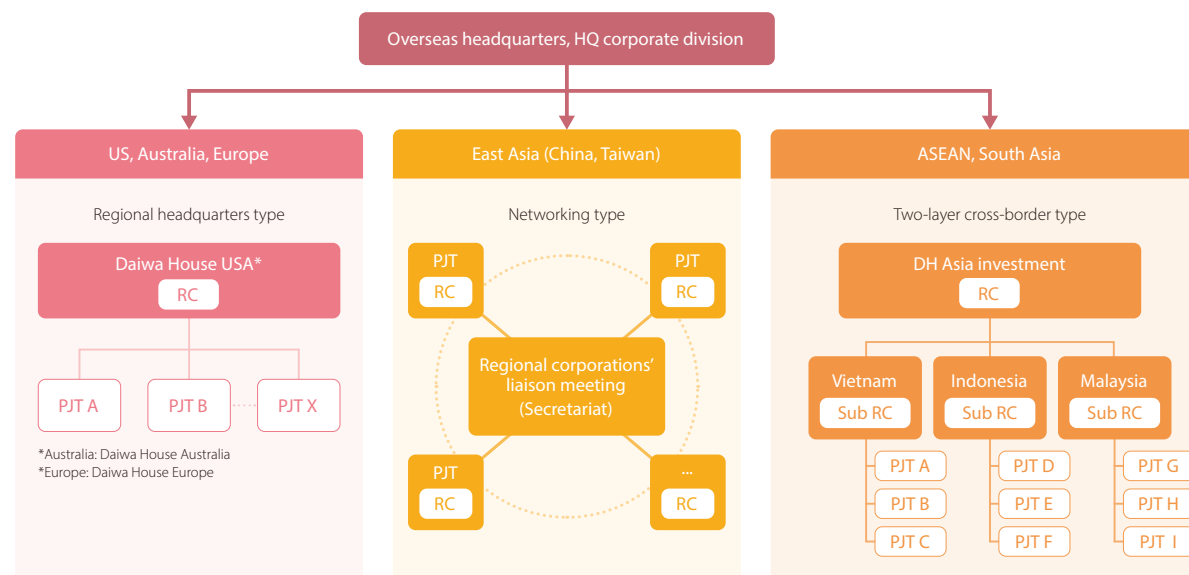 Overseas headquarters, HQ corporate division
US, Australia, Europe
Regional headquarters type
Daiwa House USA*
RC
PJT A
PJT B
PJT X
*Australia: Daiwa House Australia
*Europe: Daiwa House Europe
East Asia (China, Taiwan)
Networking type
PJT
RC
PJT
RC
Regional corporations’
liaison meeting
(Secretariat)
PJT
RC
...
RC
ASEAN, South Asia
Two-layer cross-border type
DH Asia investment
RC
Vietnam
Sub RC
PJT A
PJT B
PJT C
Indonesia
Sub RC
PJT D
PJT E
PJT F
Malaysia
Sub RC
PJT G
PJT H
PJT I